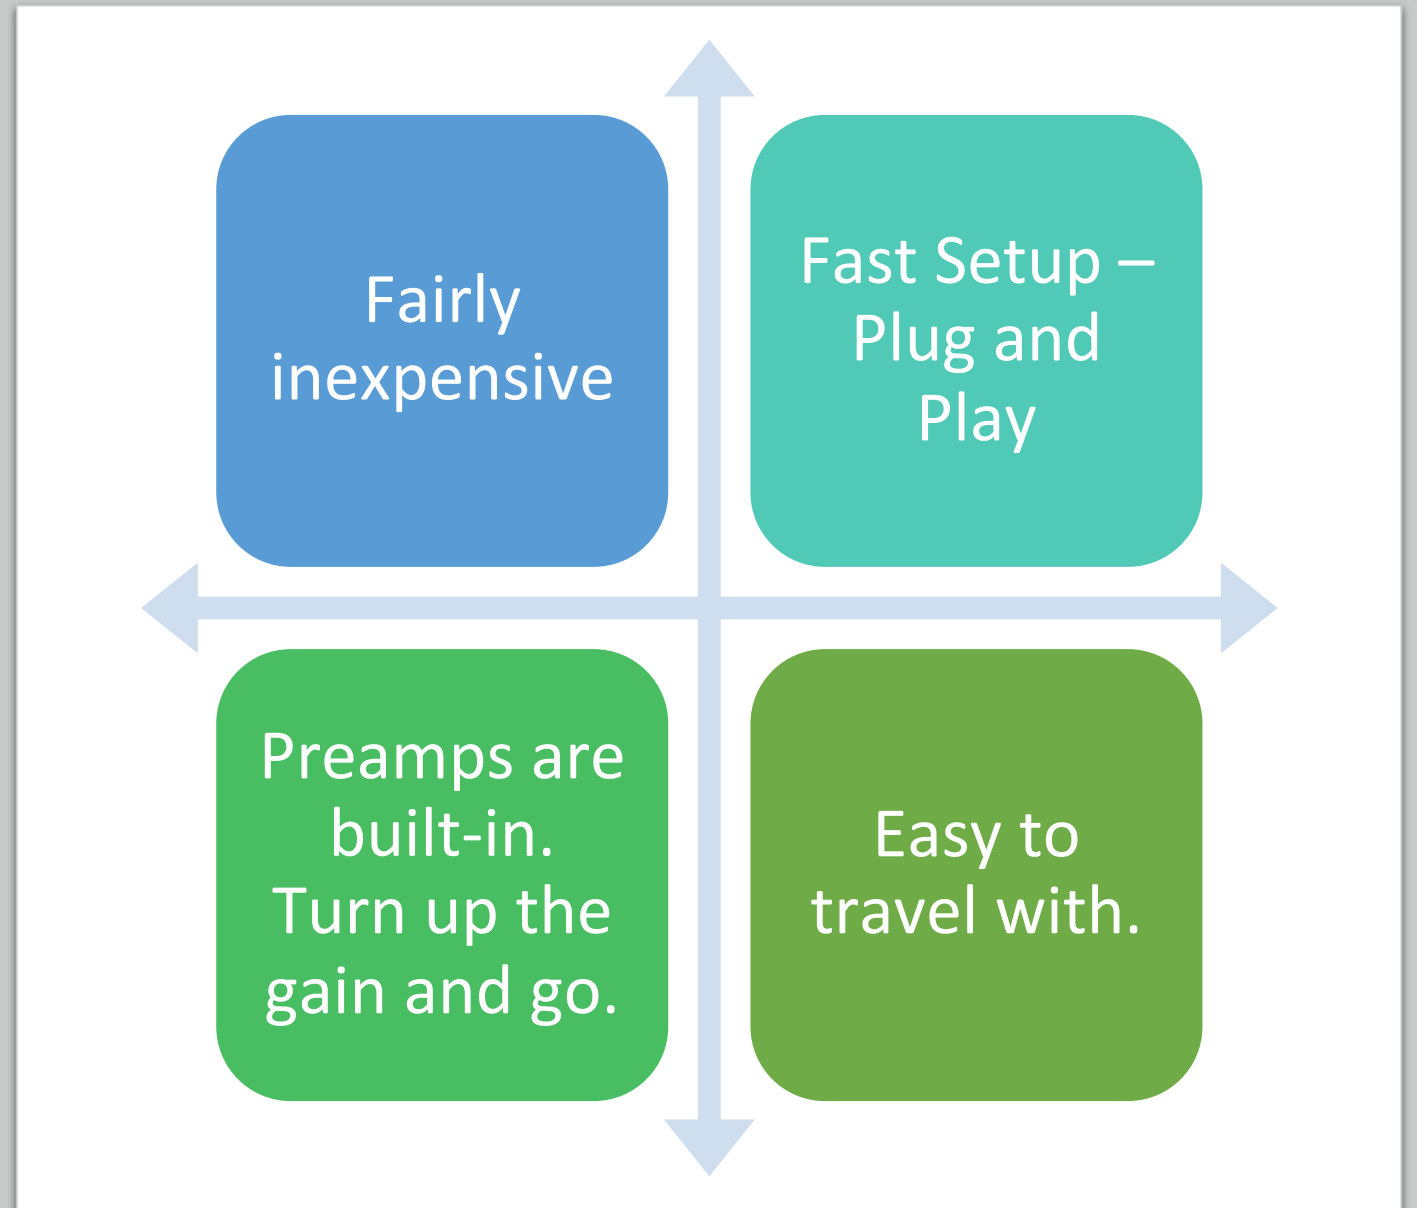 Fairly
inexpensive
Fast Setup –
Plug and
Play
Preamps are
built-in.
Turn up the
gain and go.
Easy to
travel with.